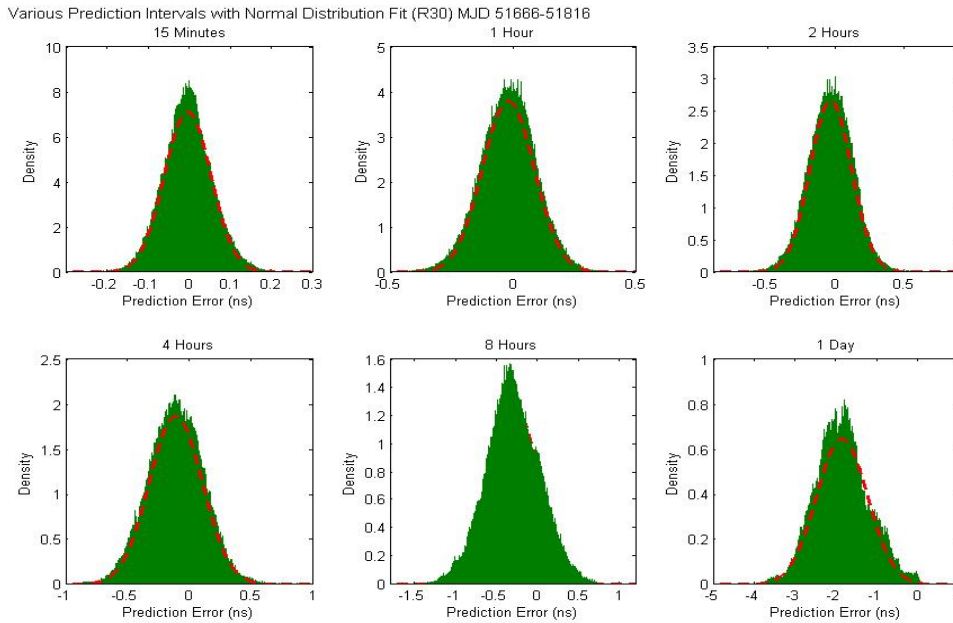 Various Prediction Intervals with Normal Distribution Fit (R30) MJD 51666-51816
15 Minutes
10
8
6
4
2
0
Density
-0.2 -0.1 0 0.1 0.2 0.3
Prediction Error (ns)
1 Hour
5
4
3
2
1
0
Density
-0.5 0 0.5
Prediction Error (ns)
2 Hours
3.5
3
2.5
2
1.5
1
0.5
0
Density
-0.5 0 0.5
Prediction Error (ns)
4 Hours
2.5
2
1.5
1
0.5
0
Density
-1 -0.5 0 0.5 1
Prediction Error (ns)
8 Hours
1.6
1.4
1.2
1
0.8
0.6
0.4
0.2
0
Density
-1.5 -1 -0.5 0 0.5 1
Prediction Error (ns)
1 Day
1
0.8
0.6
0.4
0.2
0
Density
-5 -4 -3 -2 -1 0
Prediction Error (ns)